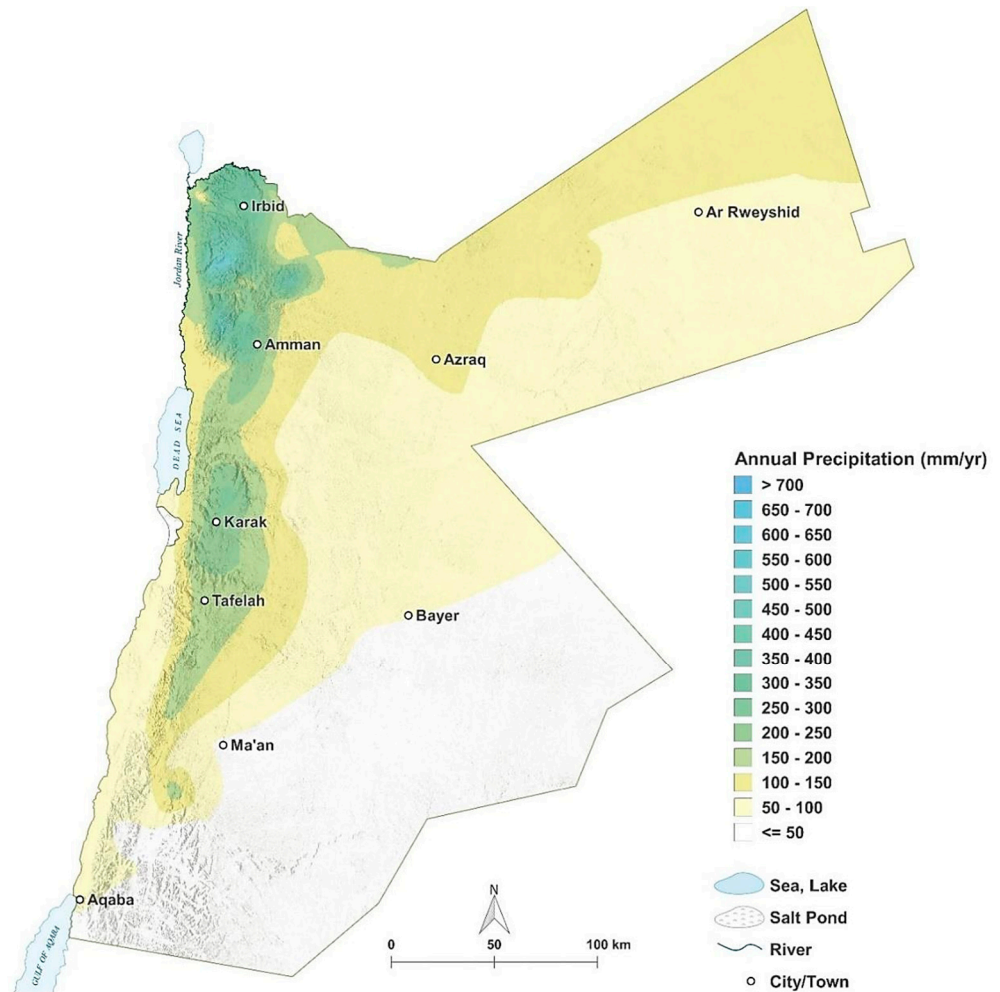 Irbid
Ar Rweyshid
Jordan River
Amman
Azraq
DEAD SEA
Annual Precipitation (mm/yr)
> 700
650 - 700
600 - 650
550 - 600
500 - 550
450 - 500
400 - 450
350 - 400
300 - 350
250 - 300
200 - 250
150 - 200
100 - 150
50 - 100
<= 50
Karak
Tafelah
Bayer
Ma'an
Aqaba
GULF OF AQABA
N
0 50 100 km
Sea, Lake
Salt Pond
River
City/Town